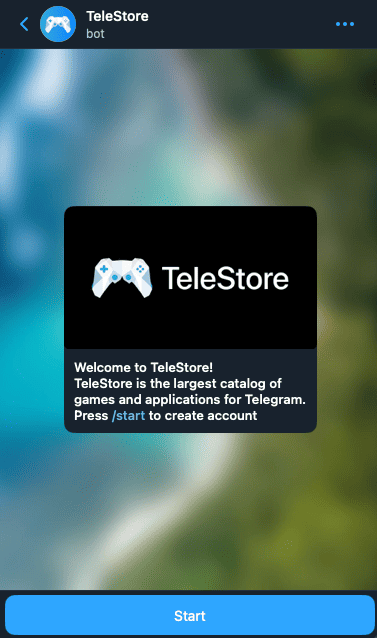 TeleStore
bot
TeleStore
Welcome to TeleStore!
TeleStore is the largest catalog of
games and applications for Telegram.
Press /start to create account
Start